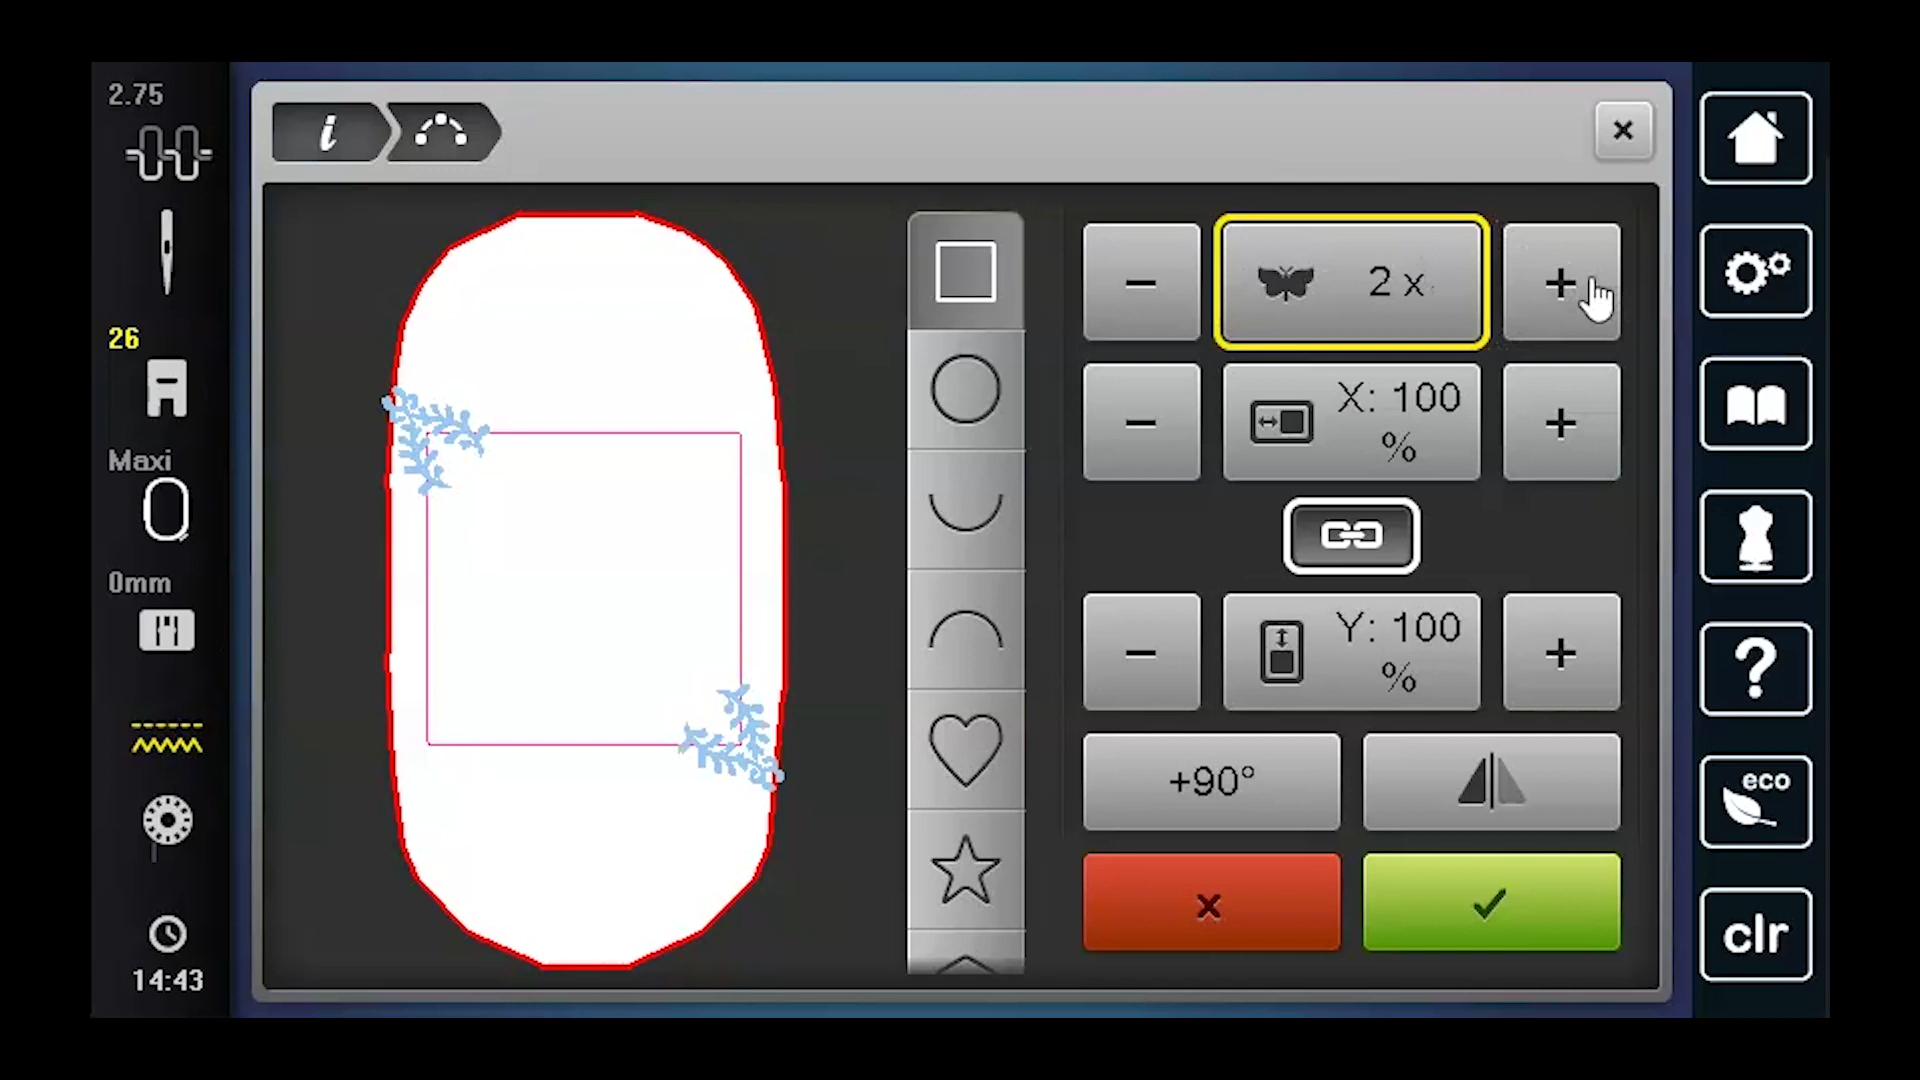 2.75
26
Maxi
0mm
14:43
i
×
− 2 x +
− X: 100 % +
− Y: 100 % +
+90°
×
?
eco
clr